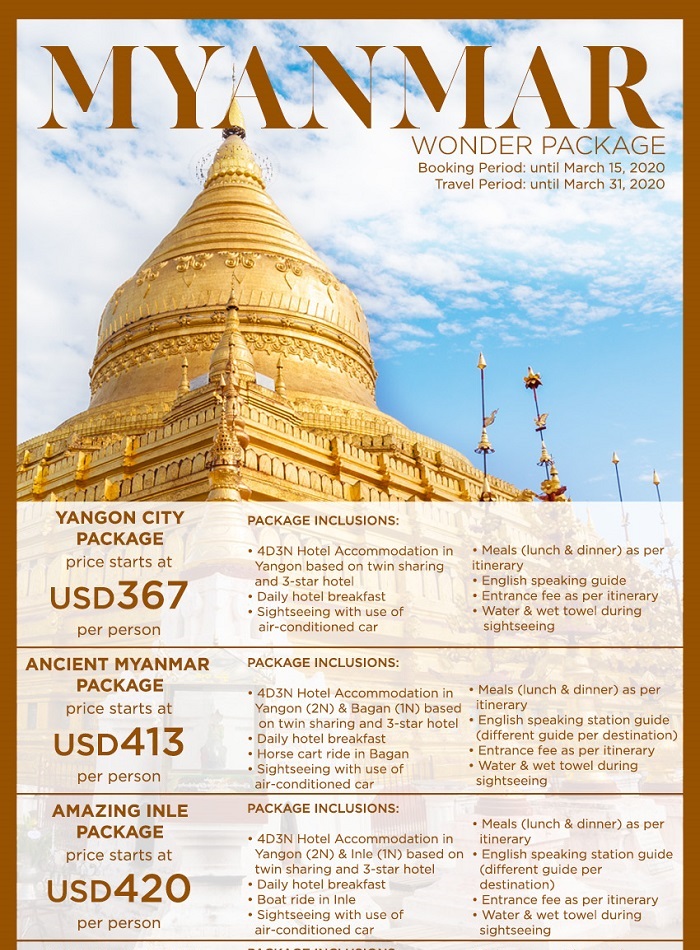 MYANMAR
WONDER PACKAGE
Booking Period: until March 15, 2020
Travel Period: until March 31, 2020
YANGON CITY
PACKAGE
price starts at
USD367
per person
PACKAGE INCLUSIONS:
• 4D3N Hotel Accommodation in
Yangon based on twin sharing
and 3-star hotel
• Daily hotel breakfast
• Sightseeing with use of
air-conditioned car
• Meals (lunch & dinner) as per
itinerary
• English speaking guide
• Entrance fee as per itinerary
• Water & wet towel during
sightseeing
ANCIENT MYANMAR
PACKAGE
price starts at
USD413
per person
PACKAGE INCLUSIONS:
• 4D3N Hotel Accommodation in
Yangon (2N) & Bagan (1N) based
on twin sharing and 3-star hotel
• Daily hotel breakfast
• Horse cart ride in Bagan
• Sightseeing with use of
air-conditioned car
• Meals (lunch & dinner) as per
itinerary
• English speaking station guide
(different guide per destination)
• Entrance fee as per itinerary
• Water & wet towel during
sightseeing
AMAZING INLE
PACKAGE
price starts at
USD420
per person
PACKAGE INCLUSIONS:
• 4D3N Hotel Accommodation in
Yangon (2N) & Inle (1N) based on
twin sharing and 3-star hotel
• Daily hotel breakfast
• Boat ride in Inle
• Sightseeing with use of
air-conditioned car
• Meals (lunch & dinner) as per
itinerary
• English speaking station guide
(different guide per
destination)
• Entrance fee as per itinerary
• Water & wet towel during
sightseeing